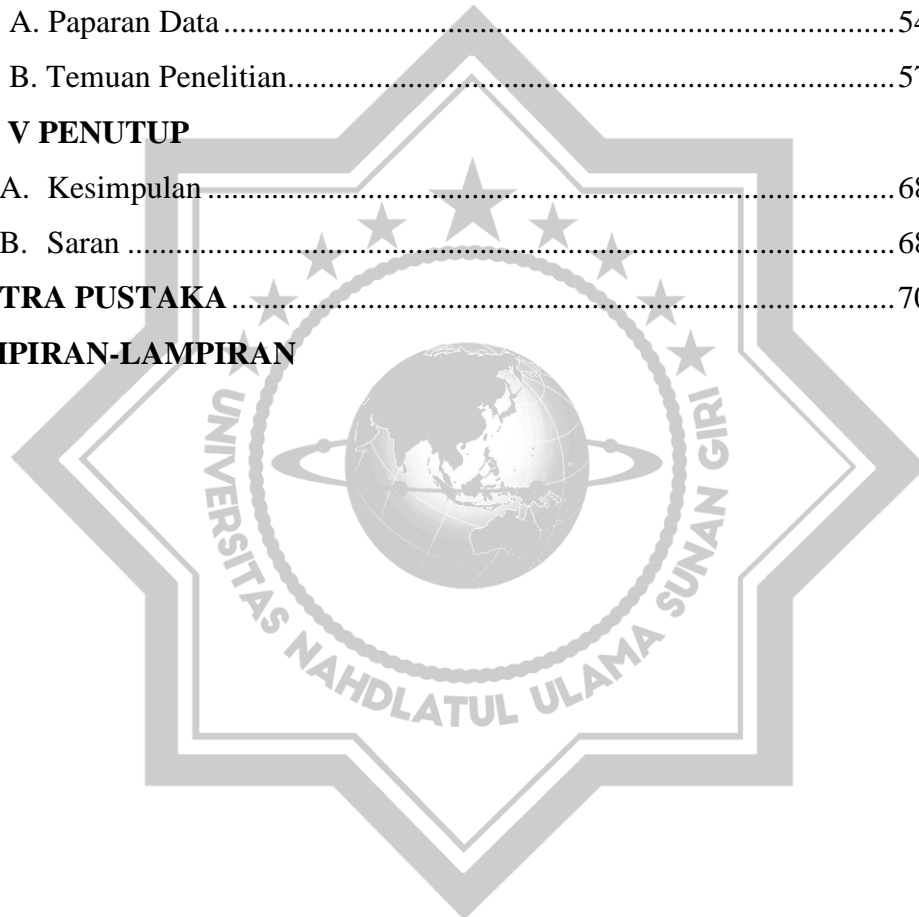 A. Paparan Data ........................................ 54
B. Temuan Penelitian........................................ 57
V PENUTUP
A. Kesimpulan ........................................ 68
B. Saran ........................................ 68
TRA PUSTAKA ........................................ 70
IPIRAN-LAMPIRAN
UNIVERSITAS NAHDLATUL ULAMA SUNAN GIRI